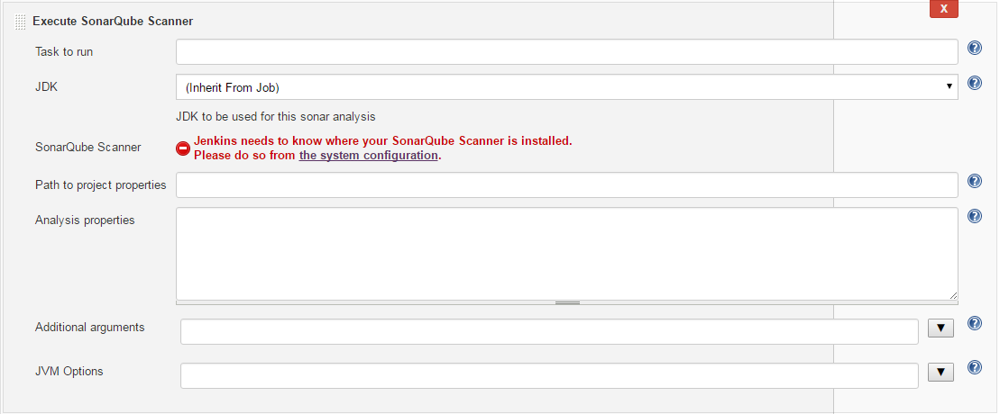 Execute SonarQube Scanner
X
Task to run
JDK
(Inherit From Job)
JDK to be used for this sonar analysis
SonarQube Scanner
Jenkins needs to know where your SonarQube Scanner is installed.
Please do so from the system configuration.
Path to project properties
Analysis properties
Additional arguments
JVM Options